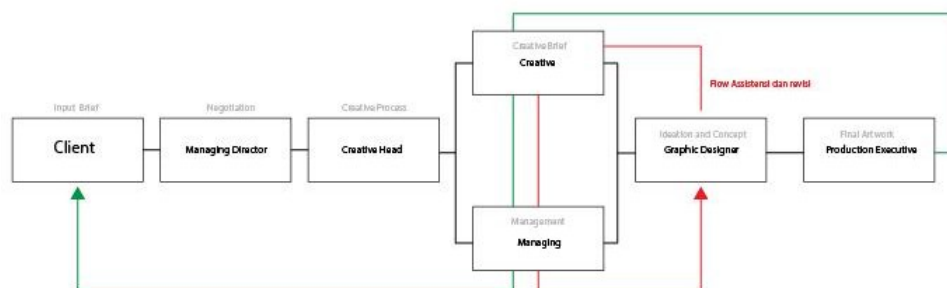 Creative Brief
Creative
Flow Assistensi dan revisi
Input Brief
Negotiation
Creative Process
Client
Managing Director
Creative Head
Ideation and Concept
Graphic Designer
Final Artwork
Production Executive
Management
Managing